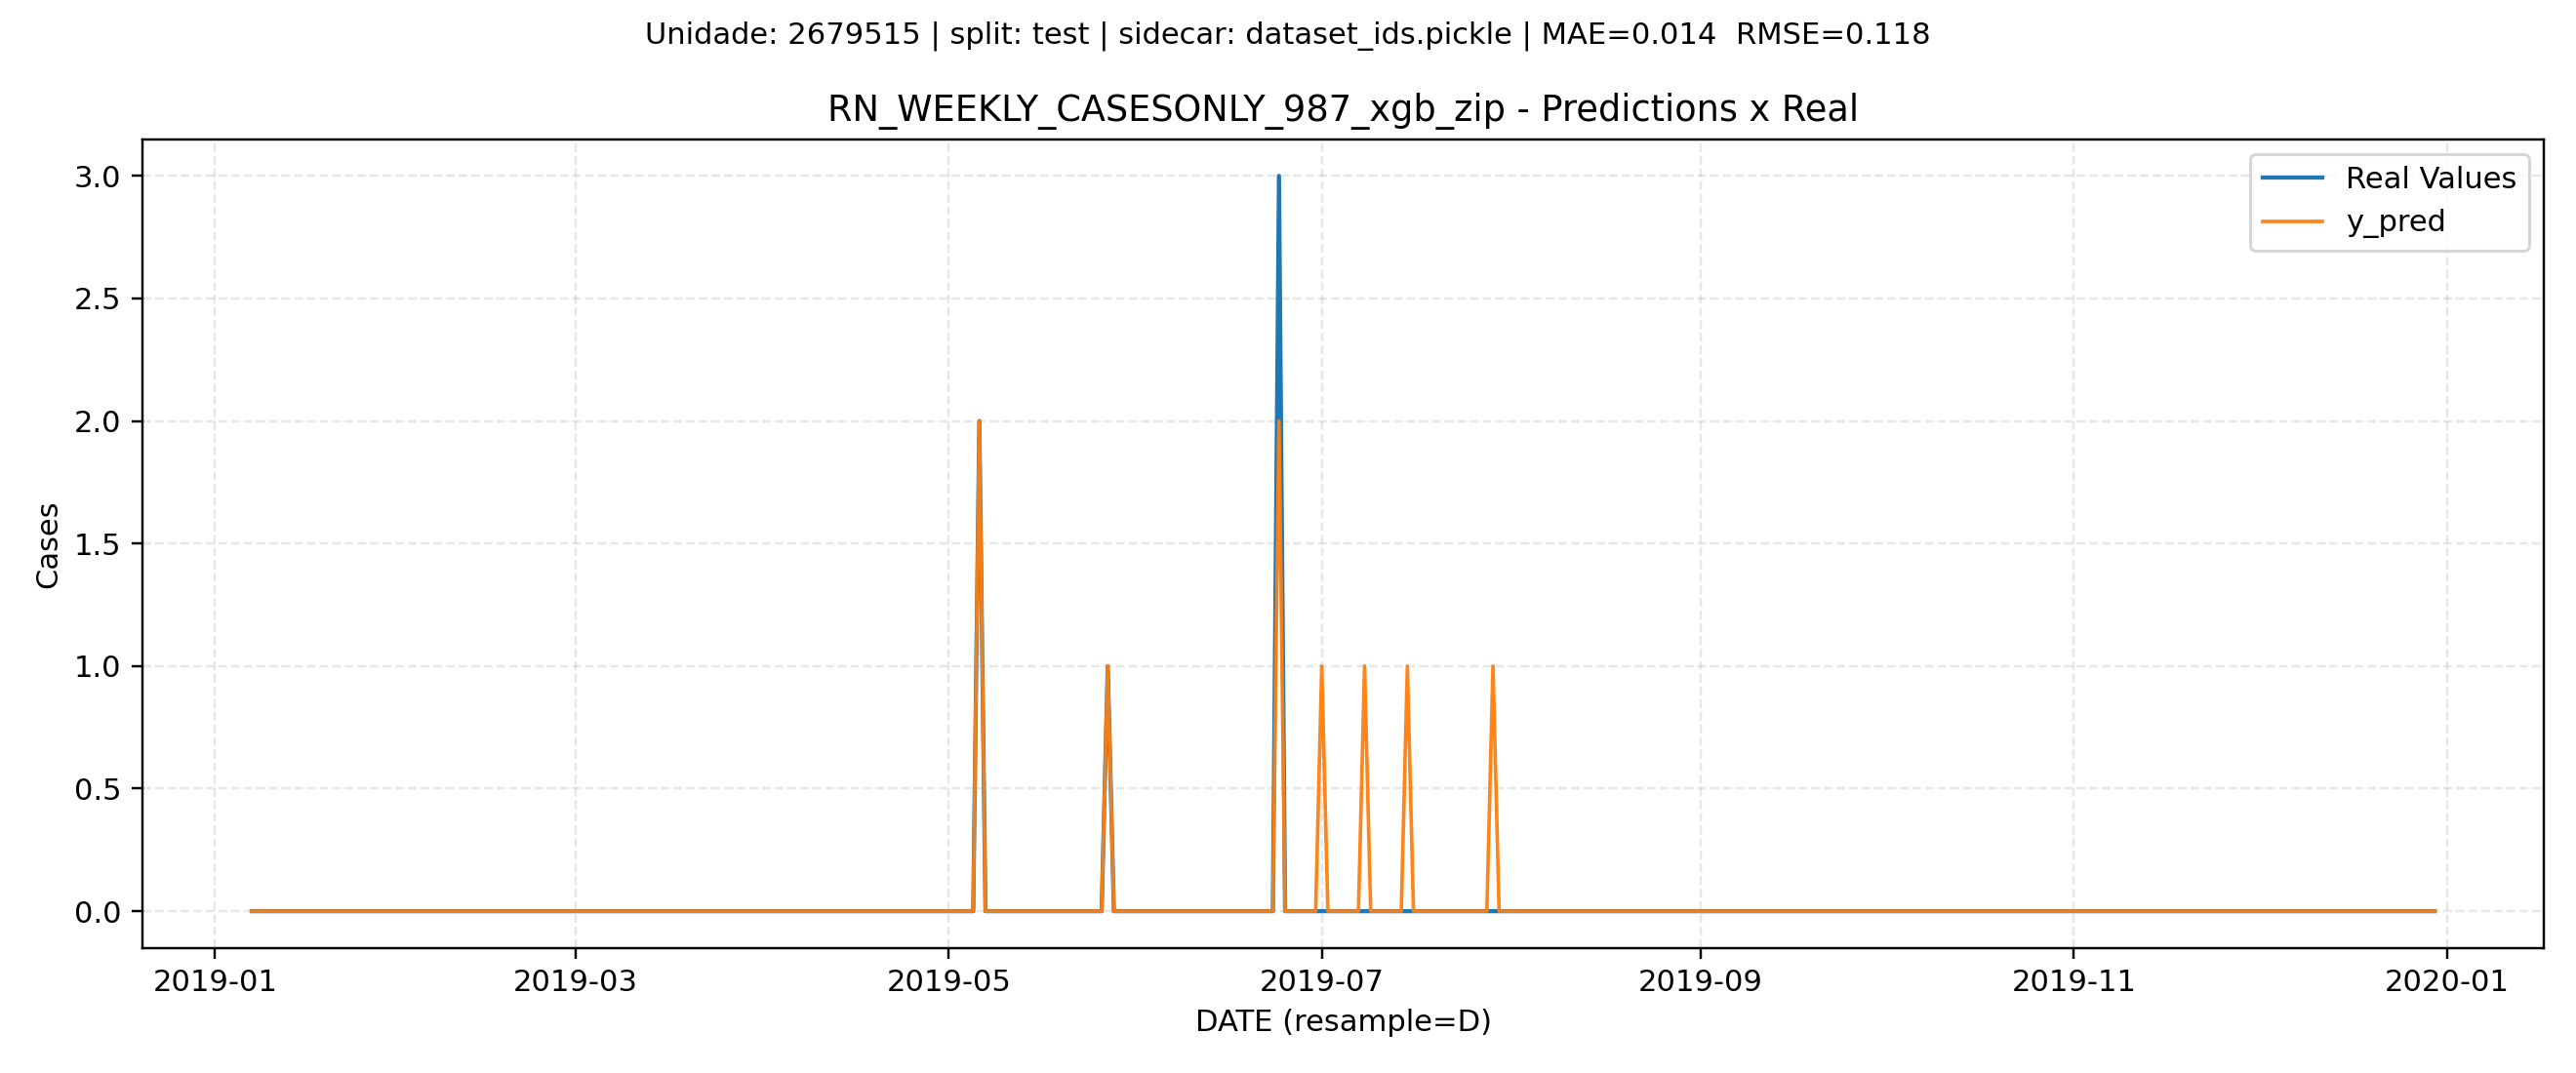 Unidade: 2679515 | split: test | sidecar: dataset_ids.pickle | MAE=0.014  RMSE=0.118
RN_WEEKLY_CASESONLY_987_xgb_zip - Predictions x Real
Real Values
y_pred
Cases
3.0
2.5
2.0
1.5
1.0
0.5
0.0
2019-01
2019-03
2019-05
2019-07
2019-09
2019-11
2020-01
DATE (resample=D)